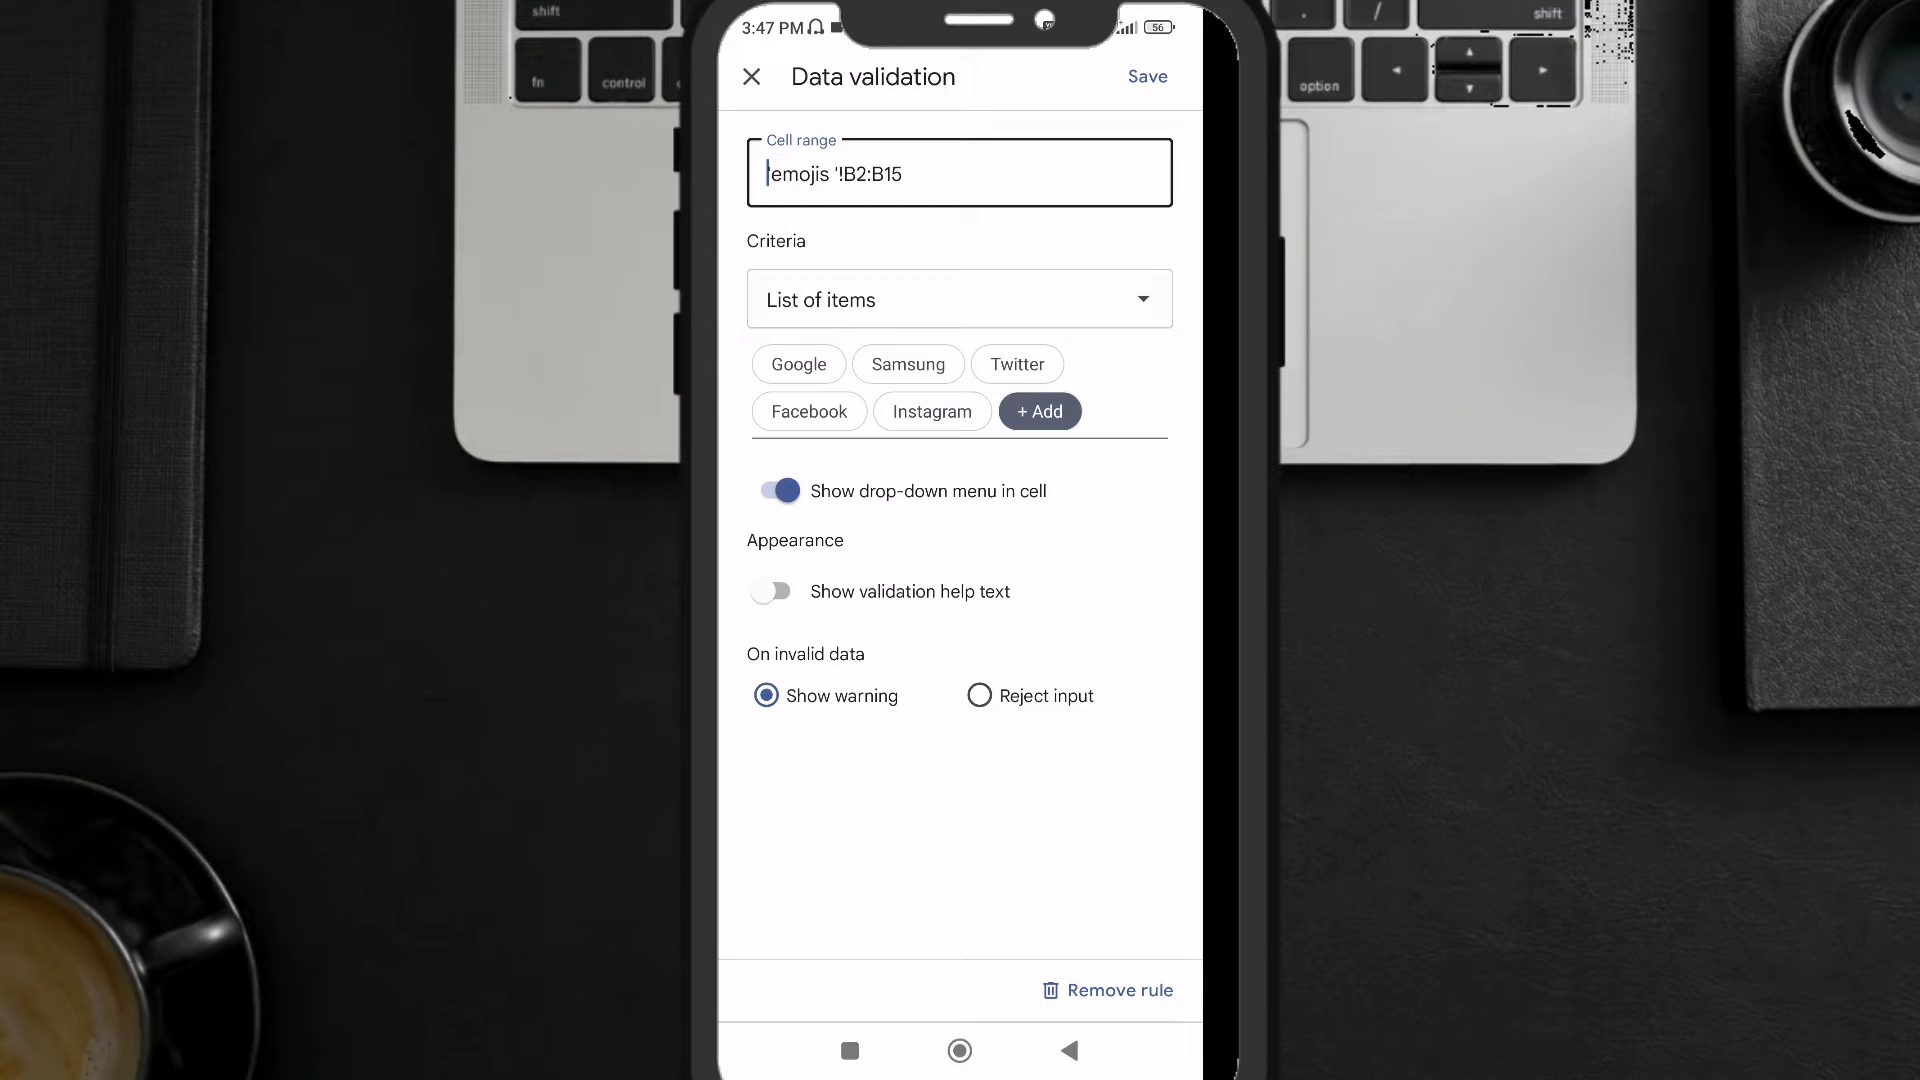 shift
fn
control
3:47 PM
56
Data validation
Save
Cell range
'emojis '!B2:B15
Criteria
List of items
Google
Samsung
Twitter
Facebook
Instagram
+ Add
Show drop-down menu in cell
Appearance
Show validation help text
On invalid data
Show warning
Reject input
Remove rule
/
shift
option